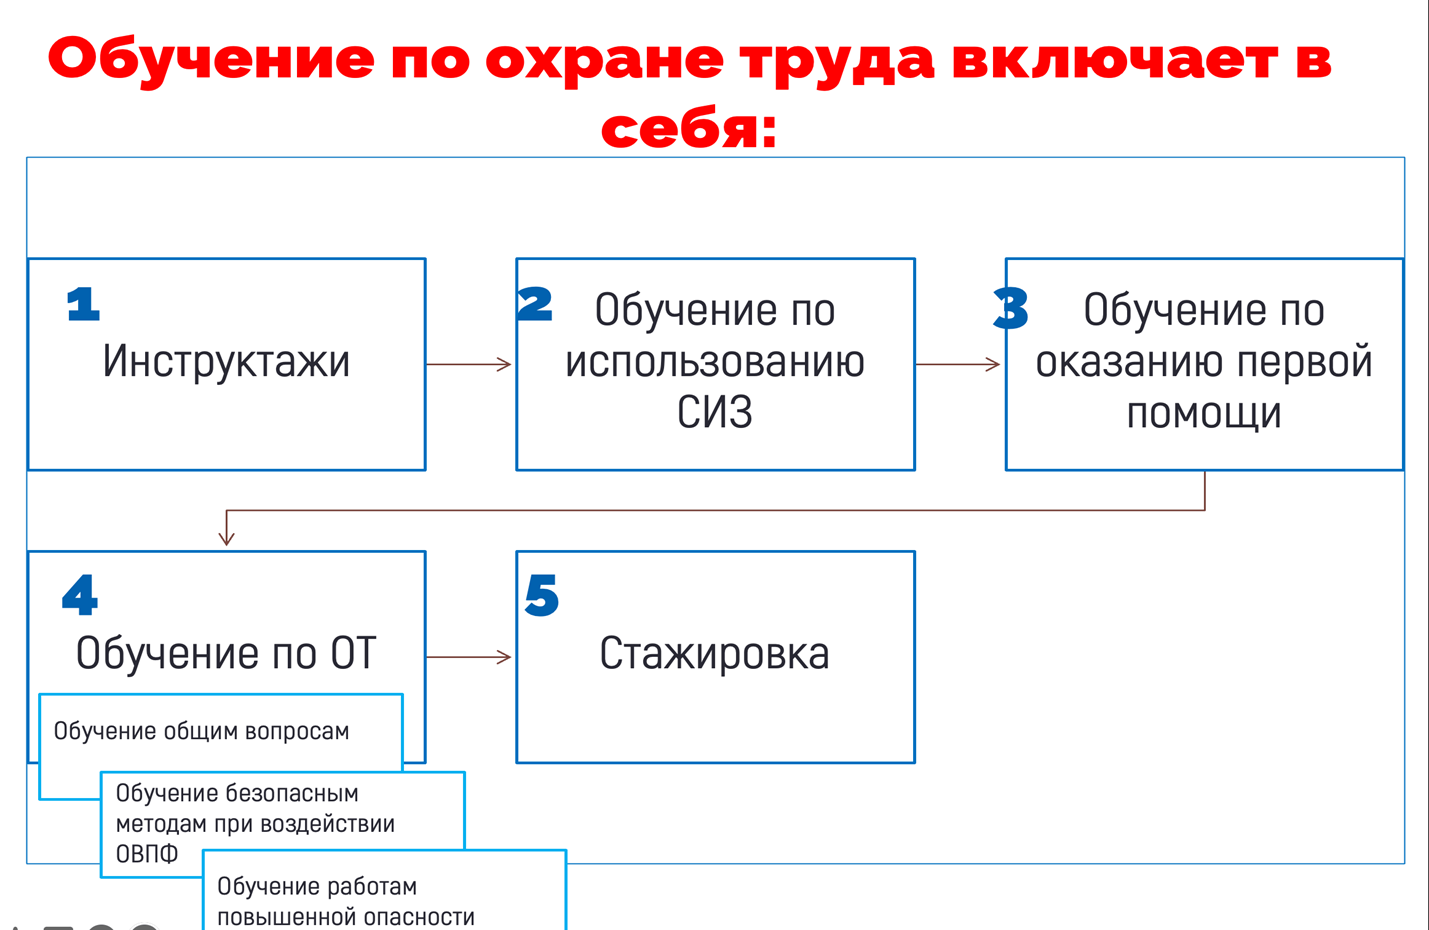 Обучение по охране труда включает в
себя:
1
Инструктажи
2
Обучение по
использованию
СИЗ
3
Обучение по
оказанию первой
помощи
4
Обучение по ОТ
Обучение общим вопросам
Обучение безопасным
методам при воздействии
ОВПФ
Обучение работам
повышенной опасности
5
Стажировка